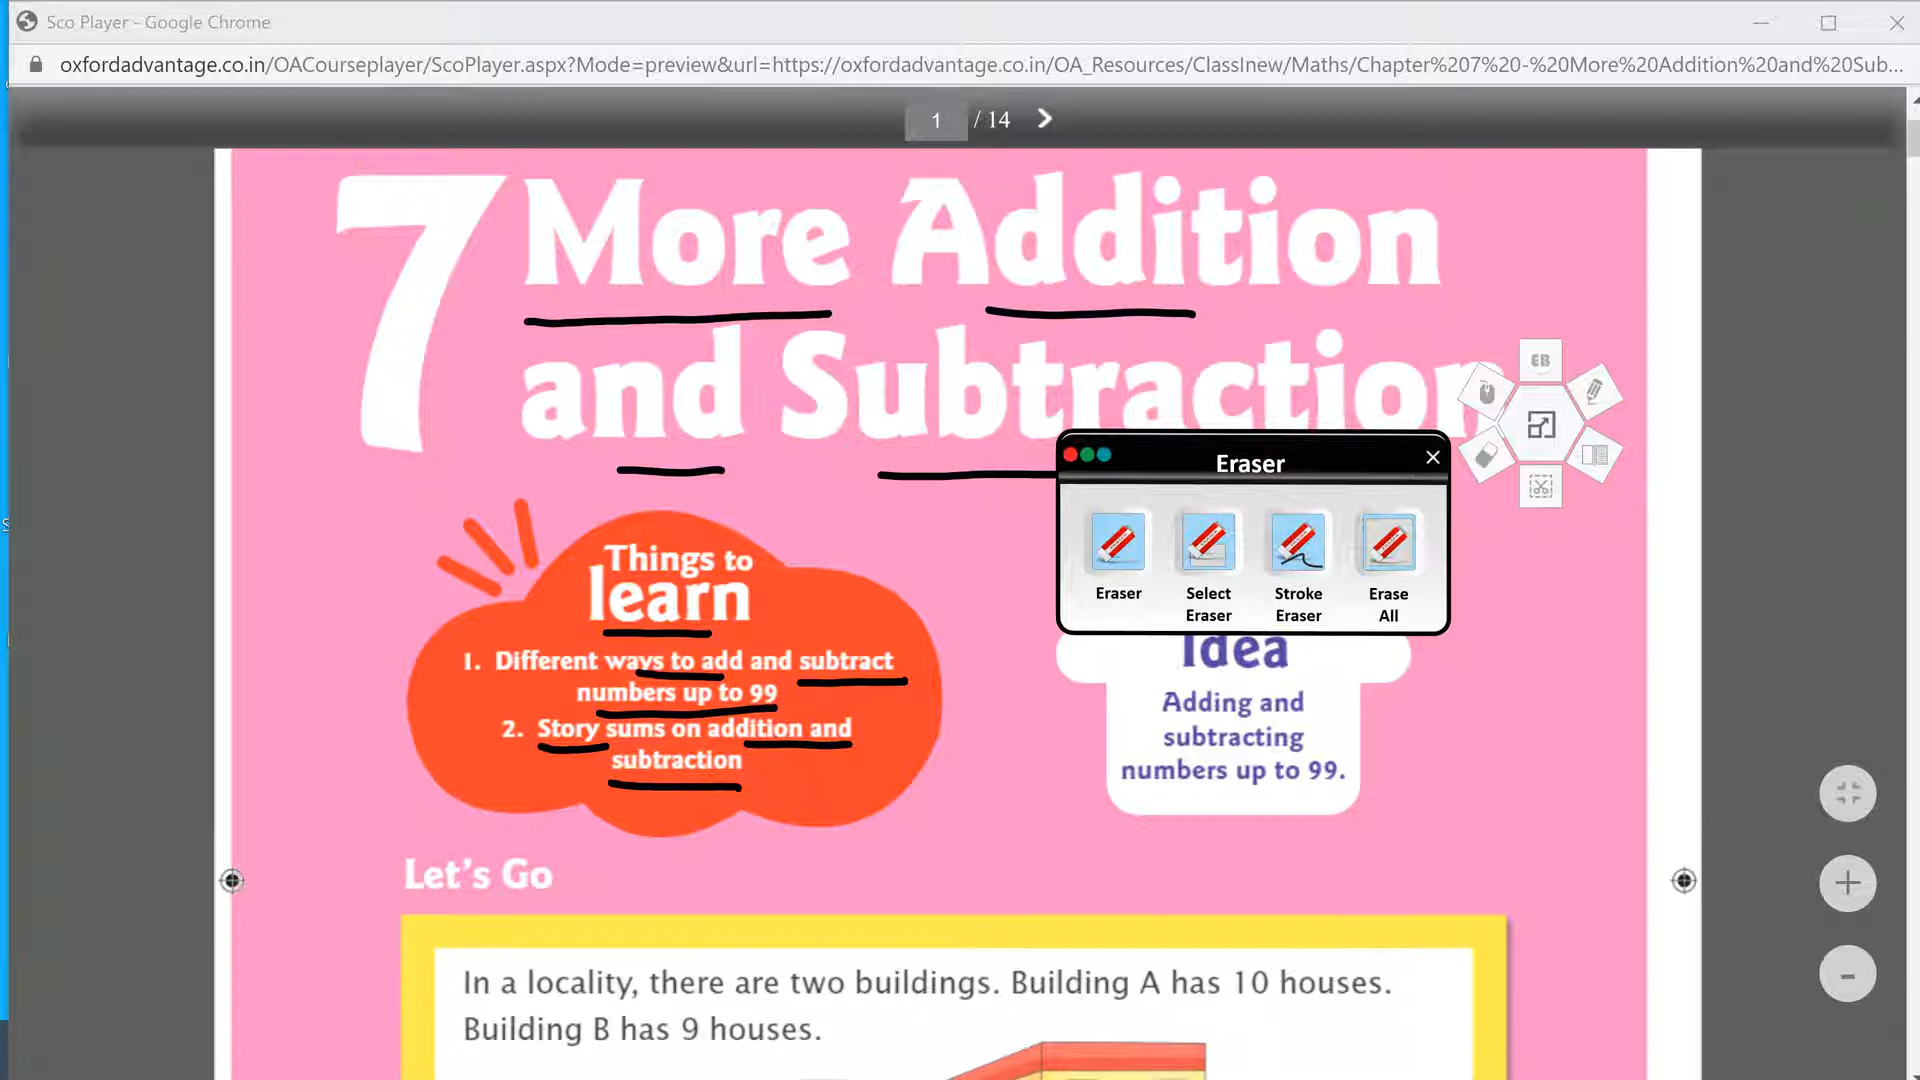 Sco Player - Google Chrome
oxfordadvantage.co.in/OACourseplayer/ScoPlayer.aspx?Mode=preview&url=https://oxfordadvantage.co.in/OA_Resources/ClassInew/Maths/Chapter%207%20-%20More%20Addition%20and%20Sub...
1 / 14
7 More Addition
and Subtraction
EB
Eraser
Eraser
Select Eraser
Stroke Eraser
Erase All
Things to
learn
1. Different ways to add and subtract
numbers up to 99
2. Story sums on addition and
subtraction
Idea
Adding and
subtracting
numbers up to 99.
Let's Go
In a locality, there are two buildings. Building A has 10 houses.
Building B has 9 houses.